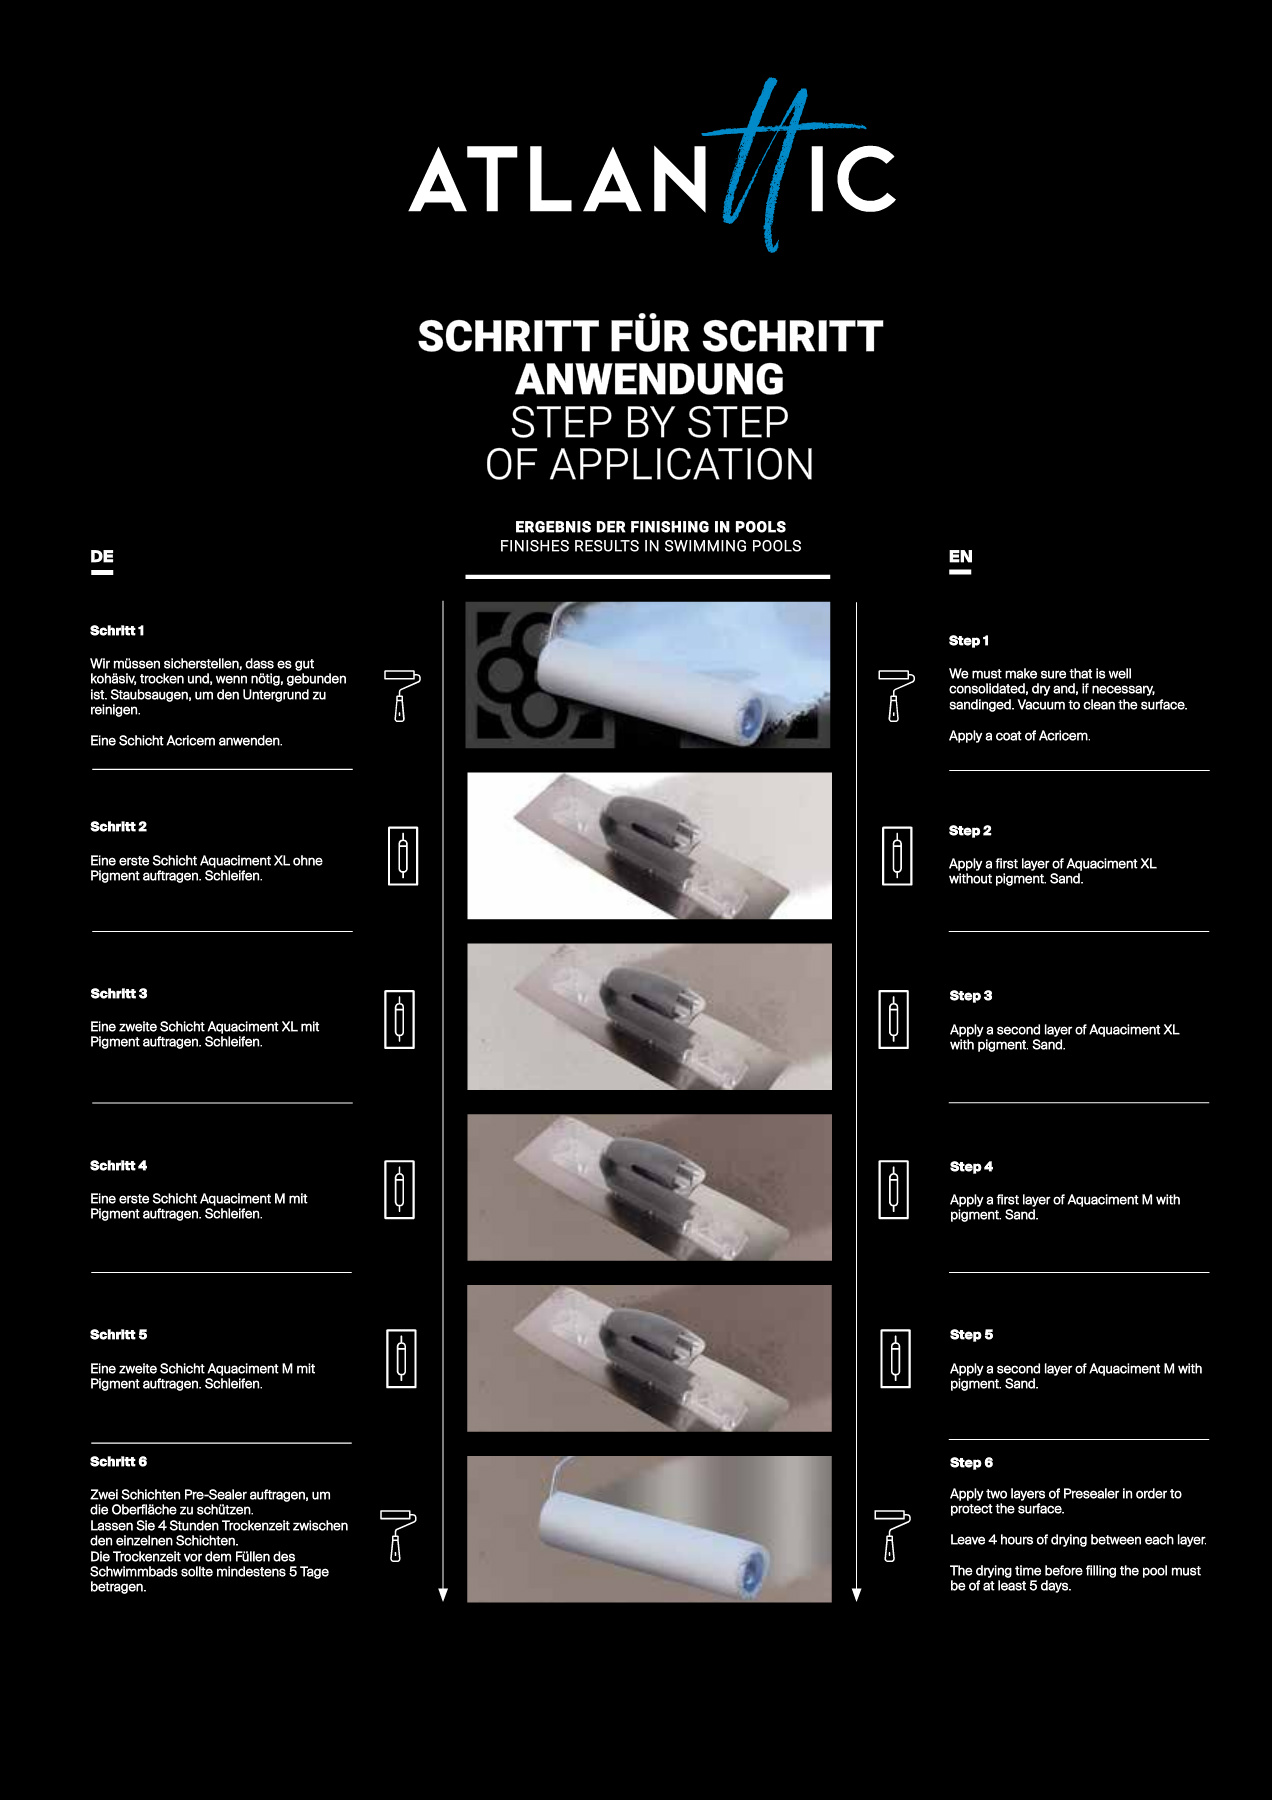 ATLANTTIC
SCHRITT FÜR SCHRITT
ANWENDUNG
STEP BY STEP
OF APPLICATION
ERGEBNIS DER FINISHING IN POOLS
FINISHES RESULTS IN SWIMMING POOLS
DE
Schritt 1
Wir müssen sicherstellen, dass es gut
kohäsiv, trocken und, wenn nötig, gebunden
ist. Staubsaugen, um den Untergrund zu
reinigen.
Eine Schicht Acricem anwenden.
Schritt 2
Eine erste Schicht Aquaciment XL ohne
Pigment auftragen. Schleifen.
Schritt 3
Eine zweite Schicht Aquaciment XL mit
Pigment auftragen. Schleifen.
Schritt 4
Eine erste Schicht Aquaciment M mit
Pigment auftragen. Schleifen.
Schritt 5
Eine zweite Schicht Aquaciment M mit
Pigment auftragen. Schleifen.
Schritt 6
Zwei Schichten Pre-Sealer auftragen, um
die Oberfläche zu schützen.
Lassen Sie 4 Stunden Trockenzeit zwischen
den einzelnen Schichten.
Die Trockenzeit vor dem Füllen des
Schwimmbads sollte mindestens 5 Tage
betragen.
EN
Step 1
We must make sure that is well
consolidated, dry and, if necessary,
sandinged. Vacuum to clean the surface.
Apply a coat of Acricem.
Step 2
Apply a first layer of Aquaciment XL
without pigment. Sand.
Step 3
Apply a second layer of Aquaciment XL
with pigment. Sand.
Step 4
Apply a first layer of Aquaciment M with
pigment. Sand.
Step 5
Apply a second layer of Aquaciment M with
pigment. Sand.
Step 6
Apply two layers of Presealer in order to
protect the surface.
Leave 4 hours of drying between each layer.
The drying time before filling the pool must
be of at least 5 days.